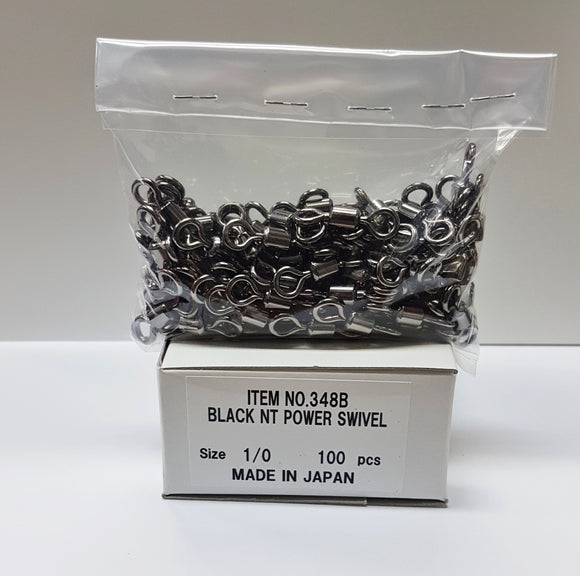 ITEM NO.348B
BLACK NT POWER SWIVEL
Size 1/0 100 pcs
MADE IN JAPAN